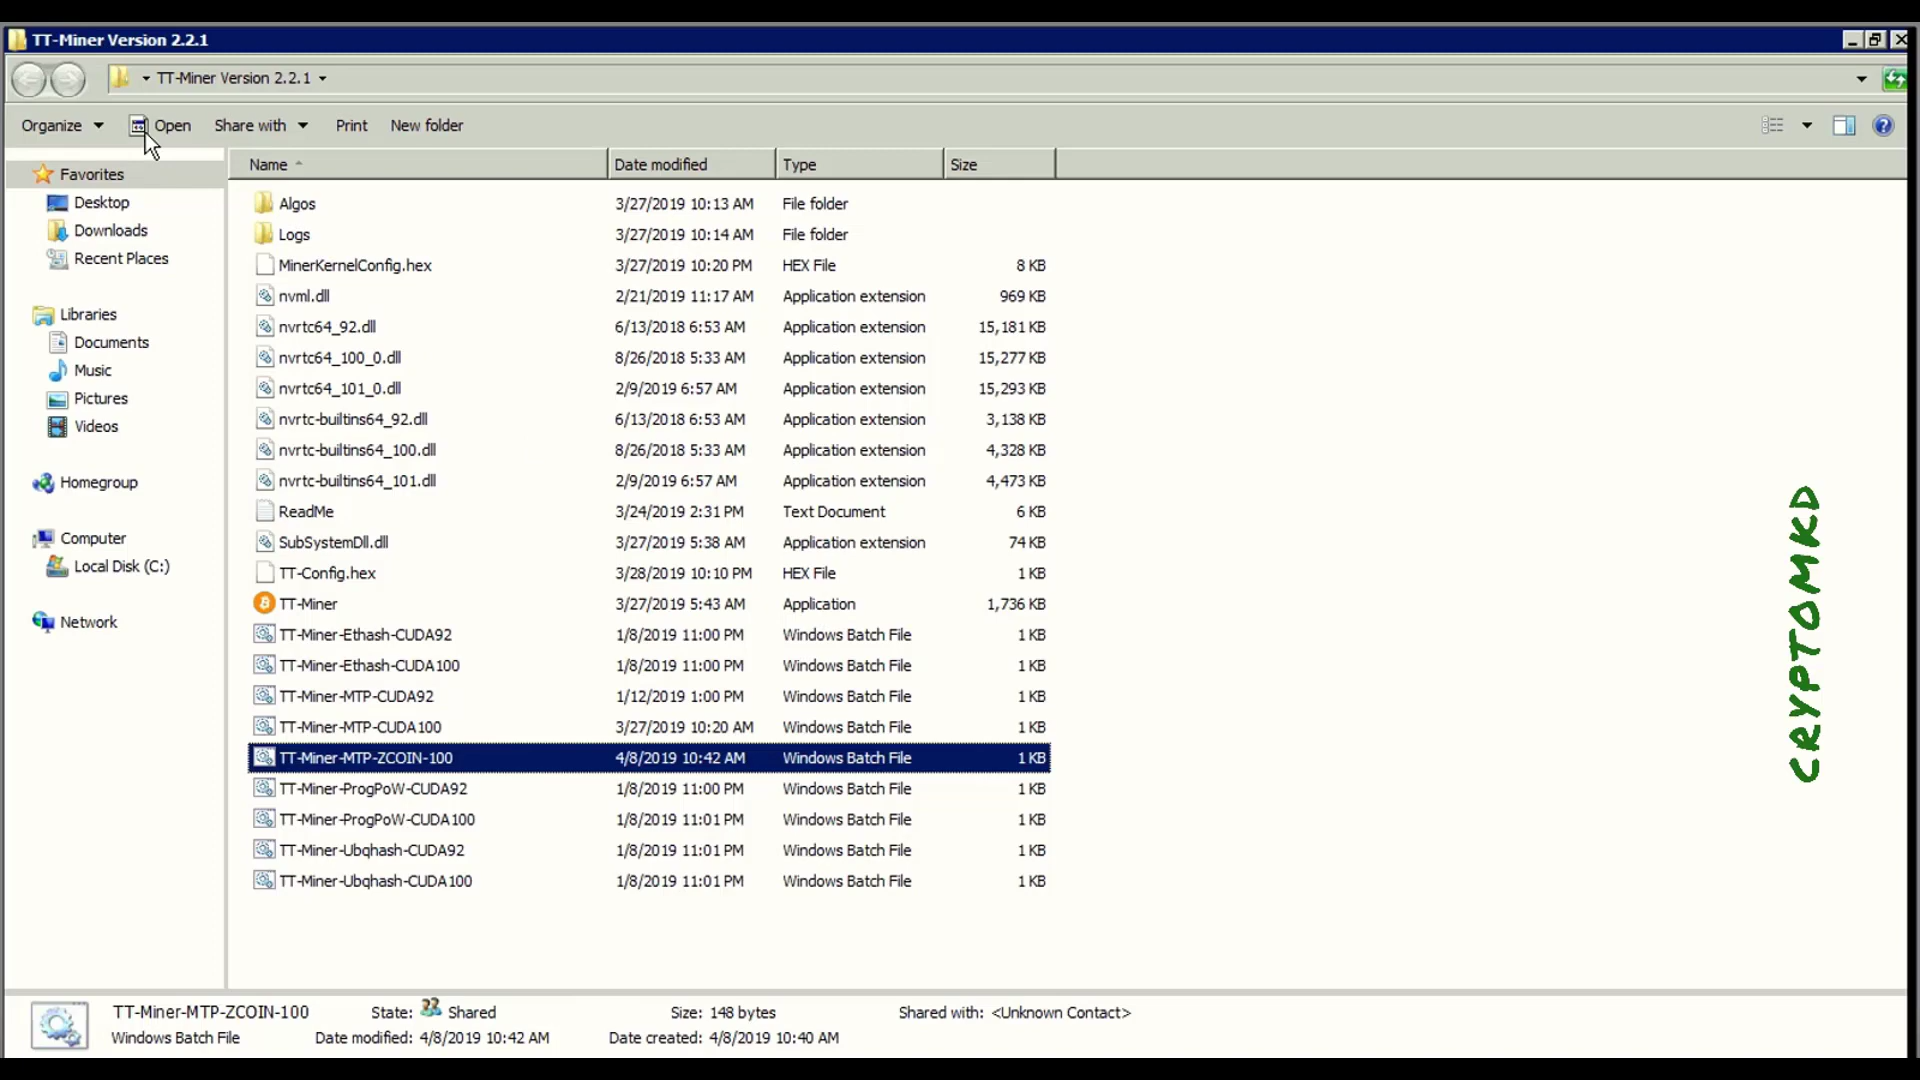 TT-Miner Version 2.2.1
TT-Miner Version 2.2.1
Organize Open Share with Print New folder
Name Date modified Type Size
Favorites
Desktop
Downloads
Recent Places
Libraries
Documents
Music
Pictures
Videos
Homegroup
Computer
Local Disk (C:)
Network
Algos 3/27/2019 10:13 AM File folder
Logs 3/27/2019 10:14 AM File folder
MinerKernelConfig.hex 3/27/2019 10:20 PM HEX File 8 KB
nvml.dll 2/21/2019 11:17 AM Application extension 969 KB
nvrtc64_92.dll 6/13/2018 6:53 AM Application extension 15,181 KB
nvrtc64_100_0.dll 8/26/2018 5:33 AM Application extension 15,277 KB
nvrtc64_101_0.dll 2/9/2019 6:57 AM Application extension 15,293 KB
nvrtc-builtins64_92.dll 6/13/2018 6:53 AM Application extension 3,138 KB
nvrtc-builtins64_100.dll 8/26/2018 5:33 AM Application extension 4,328 KB
nvrtc-builtins64_101.dll 2/9/2019 6:57 AM Application extension 4,473 KB
ReadMe 3/24/2019 2:31 PM Text Document 6 KB
SubSystemDll.dll 3/27/2019 5:38 AM Application extension 74 KB
TT-Config.hex 3/28/2019 10:10 PM HEX File 1 KB
TT-Miner 3/27/2019 5:43 AM Application 1,736 KB
TT-Miner-Ethash-CUDA92 1/8/2019 11:00 PM Windows Batch File 1 KB
TT-Miner-Ethash-CUDA100 1/8/2019 11:00 PM Windows Batch File 1 KB
TT-Miner-MTP-CUDA92 1/12/2019 1:00 PM Windows Batch File 1 KB
TT-Miner-MTP-CUDA100 3/27/2019 10:20 AM Windows Batch File 1 KB
TT-Miner-MTP-ZCOIN-100 4/8/2019 10:42 AM Windows Batch File 1 KB
TT-Miner-ProgPoW-CUDA92 1/8/2019 11:00 PM Windows Batch File 1 KB
TT-Miner-ProgPoW-CUDA100 1/8/2019 11:01 PM Windows Batch File 1 KB
TT-Miner-Ubqhash-CUDA92 1/8/2019 11:01 PM Windows Batch File 1 KB
TT-Miner-Ubqhash-CUDA100 1/8/2019 11:01 PM Windows Batch File 1 KB
CRYPTOMKD
TT-Miner-MTP-ZCOIN-100 State: Shared Size: 148 bytes Shared with: <Unknown Contact>
Windows Batch File Date modified: 4/8/2019 10:42 AM Date created: 4/8/2019 10:40 AM